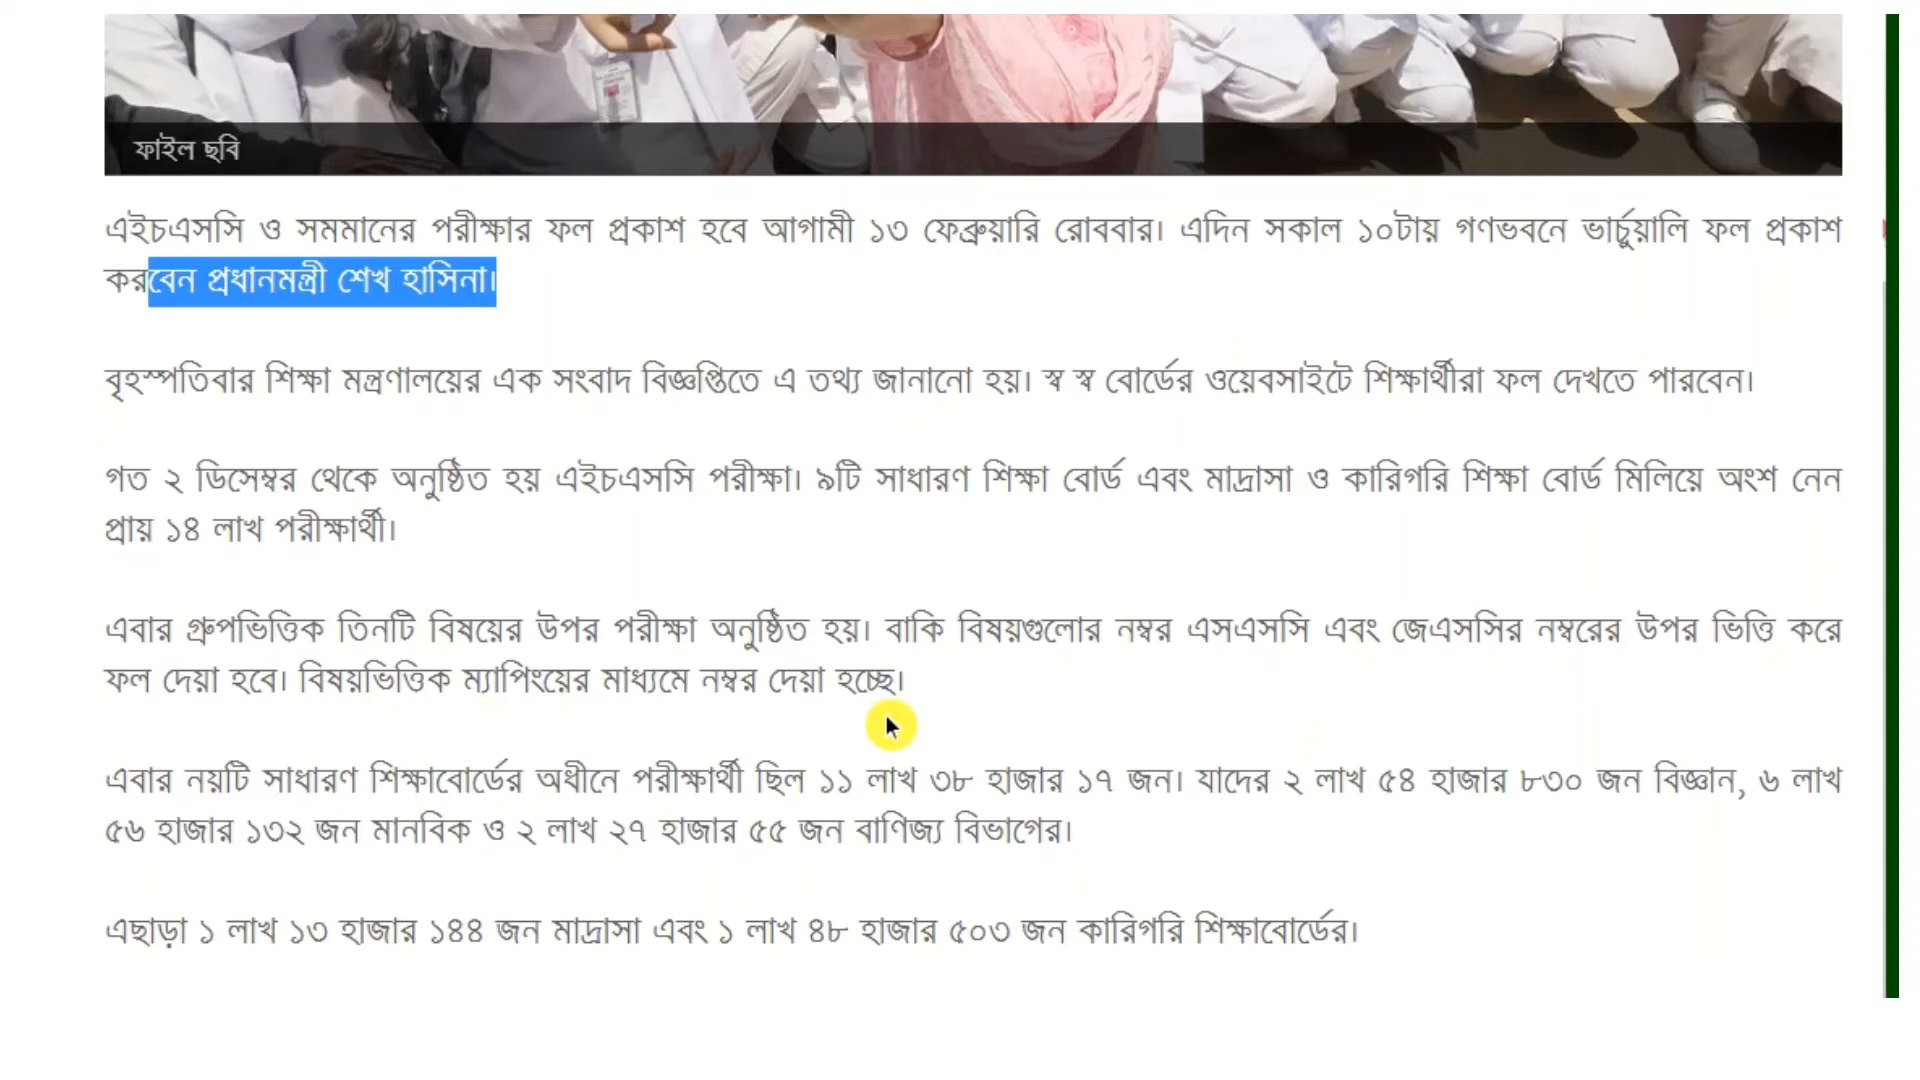 ফাইল ছবি
এইচএসসি ও সমমানের পরীক্ষার ফল প্রকাশ হবে আগামী ১৩ ফেব্রুয়ারি রোববার। এদিন সকাল ১০টায় গণভবনে ভার্চুয়ালি ফল প্রকাশ
করবেন প্রধানমন্ত্রী শেখ হাসিনা।
বৃহস্পতিবার শিক্ষা মন্ত্রণালয়ের এক সংবাদ বিজ্ঞপ্তিতে এ তথ্য জানানো হয়। স্ব স্ব বোর্ডের ওয়েবসাইটে শিক্ষার্থীরা ফল দেখতে পারবেন।
গত ২ ডিসেম্বর থেকে অনুষ্ঠিত হয় এইচএসসি পরীক্ষা। ৯টি সাধারণ শিক্ষা বোর্ড এবং মাদ্রাসা ও কারিগরি শিক্ষা বোর্ড মিলিয়ে অংশ নেন
প্রায় ১৪ লাখ পরীক্ষার্থী।
এবার গ্রুপভিত্তিক তিনটি বিষয়ের উপর পরীক্ষা অনুষ্ঠিত হয়। বাকি বিষয়গুলোর নম্বর এসএসসি এবং জেএসসির নম্বরের উপর ভিত্তি করে
ফল দেয়া হবে। বিষয়ভিত্তিক ম্যাপিংয়ের মাধ্যমে নম্বর দেয়া হচ্ছে।
এবার নয়টি সাধারণ শিক্ষাবোর্ডের অধীনে পরীক্ষার্থী ছিল ১১ লাখ ৩৮ হাজার ১৭ জন। যাদের ২ লাখ ৫৪ হাজার ৮৩০ জন বিজ্ঞান, ৬ লাখ
৫৬ হাজার ১৩২ জন মানবিক ও ২ লাখ ২৭ হাজার ৫৫ জন বাণিজ্য বিভাগের।
এছাড়া ১ লাখ ১৩ হাজার ১৪৪ জন মাদ্রাসা এবং ১ লাখ ৪৮ হাজার ৫০৩ জন কারিগরি শিক্ষাবোর্ডের।